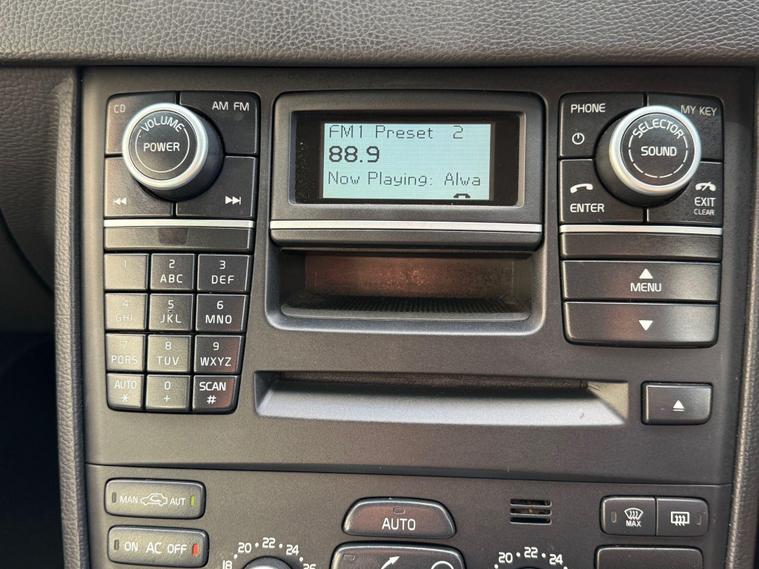 CD
AM FM
VOLUME
POWER
FM1 Preset 2
88.9
Now Playing: Alwa
PHONE
MY KEY
SELECTOR
SOUND
ENTER
EXIT
CLEAR
MENU
1
2
ABC
3
DEF
4
GHI
5
JKL
6
MNO
7
PQRS
8
TUV
9
WXYZ
AUTO
*
0
+
SCAN
#
MAN AUT
ON AC OFF
AUTO
MAX
18 20 22 24 26
20 22 24